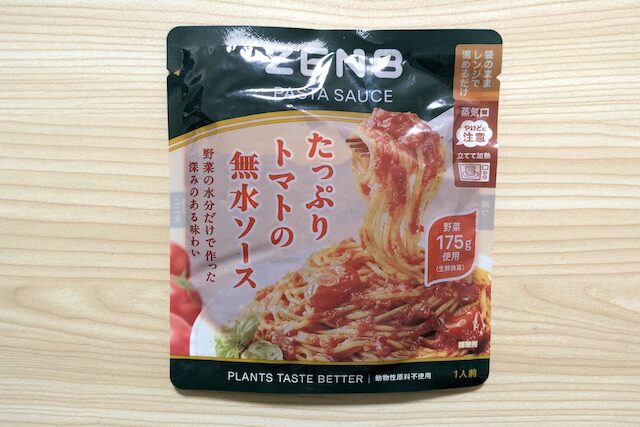 ZENB
PASTA SAUCE
袋のまま
レンジで
温めるだけ
蒸気口
やけどに
注意
立てて加熱
たっぷり
トマトの
無水ソース
野菜の水分だけで作った
深みのある味わい
野菜
175g
使用
(生鮮換算)
調理例
PLANTS TASTE BETTER | 動物性原料不使用
1人前